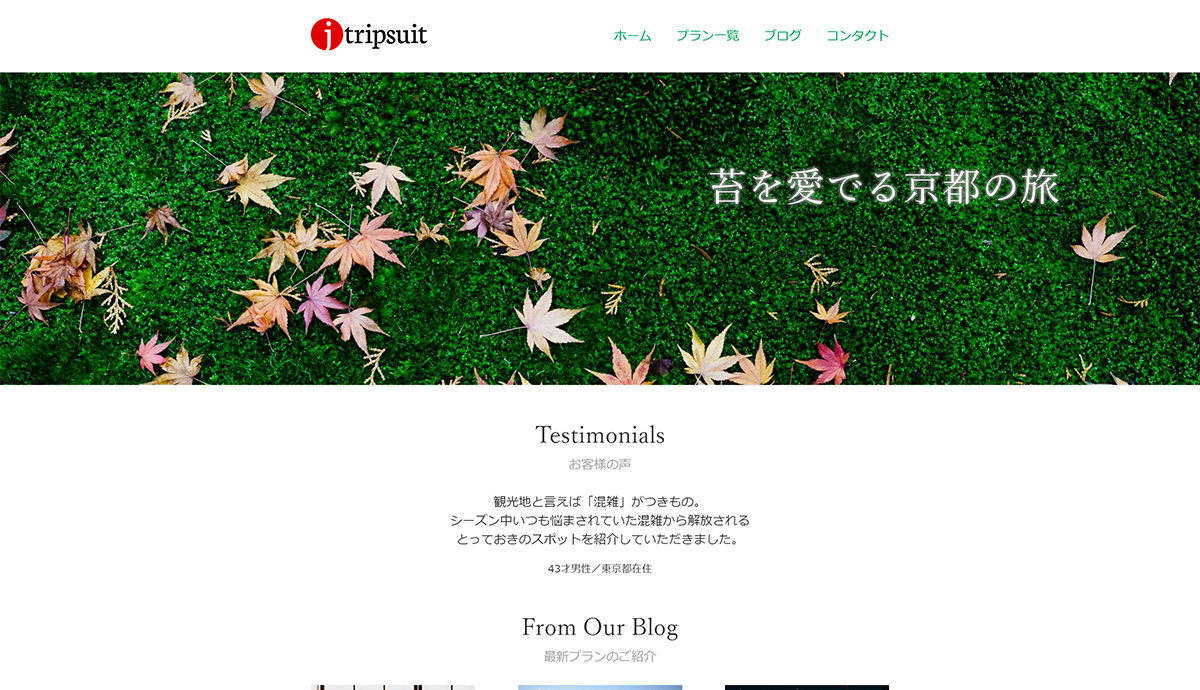 jtripsuit
ホーム プラン一覧 ブログ コンタクト
苔を愛でる京都の旅
Testimonials
お客様の声
観光地と言えば「混雑」がつきもの。
シーズン中いつも悩まされていた混雑から解放される
とっておきのスポットを紹介していただきました。
43才男性／東京都在住
From Our Blog
最新プランのご紹介